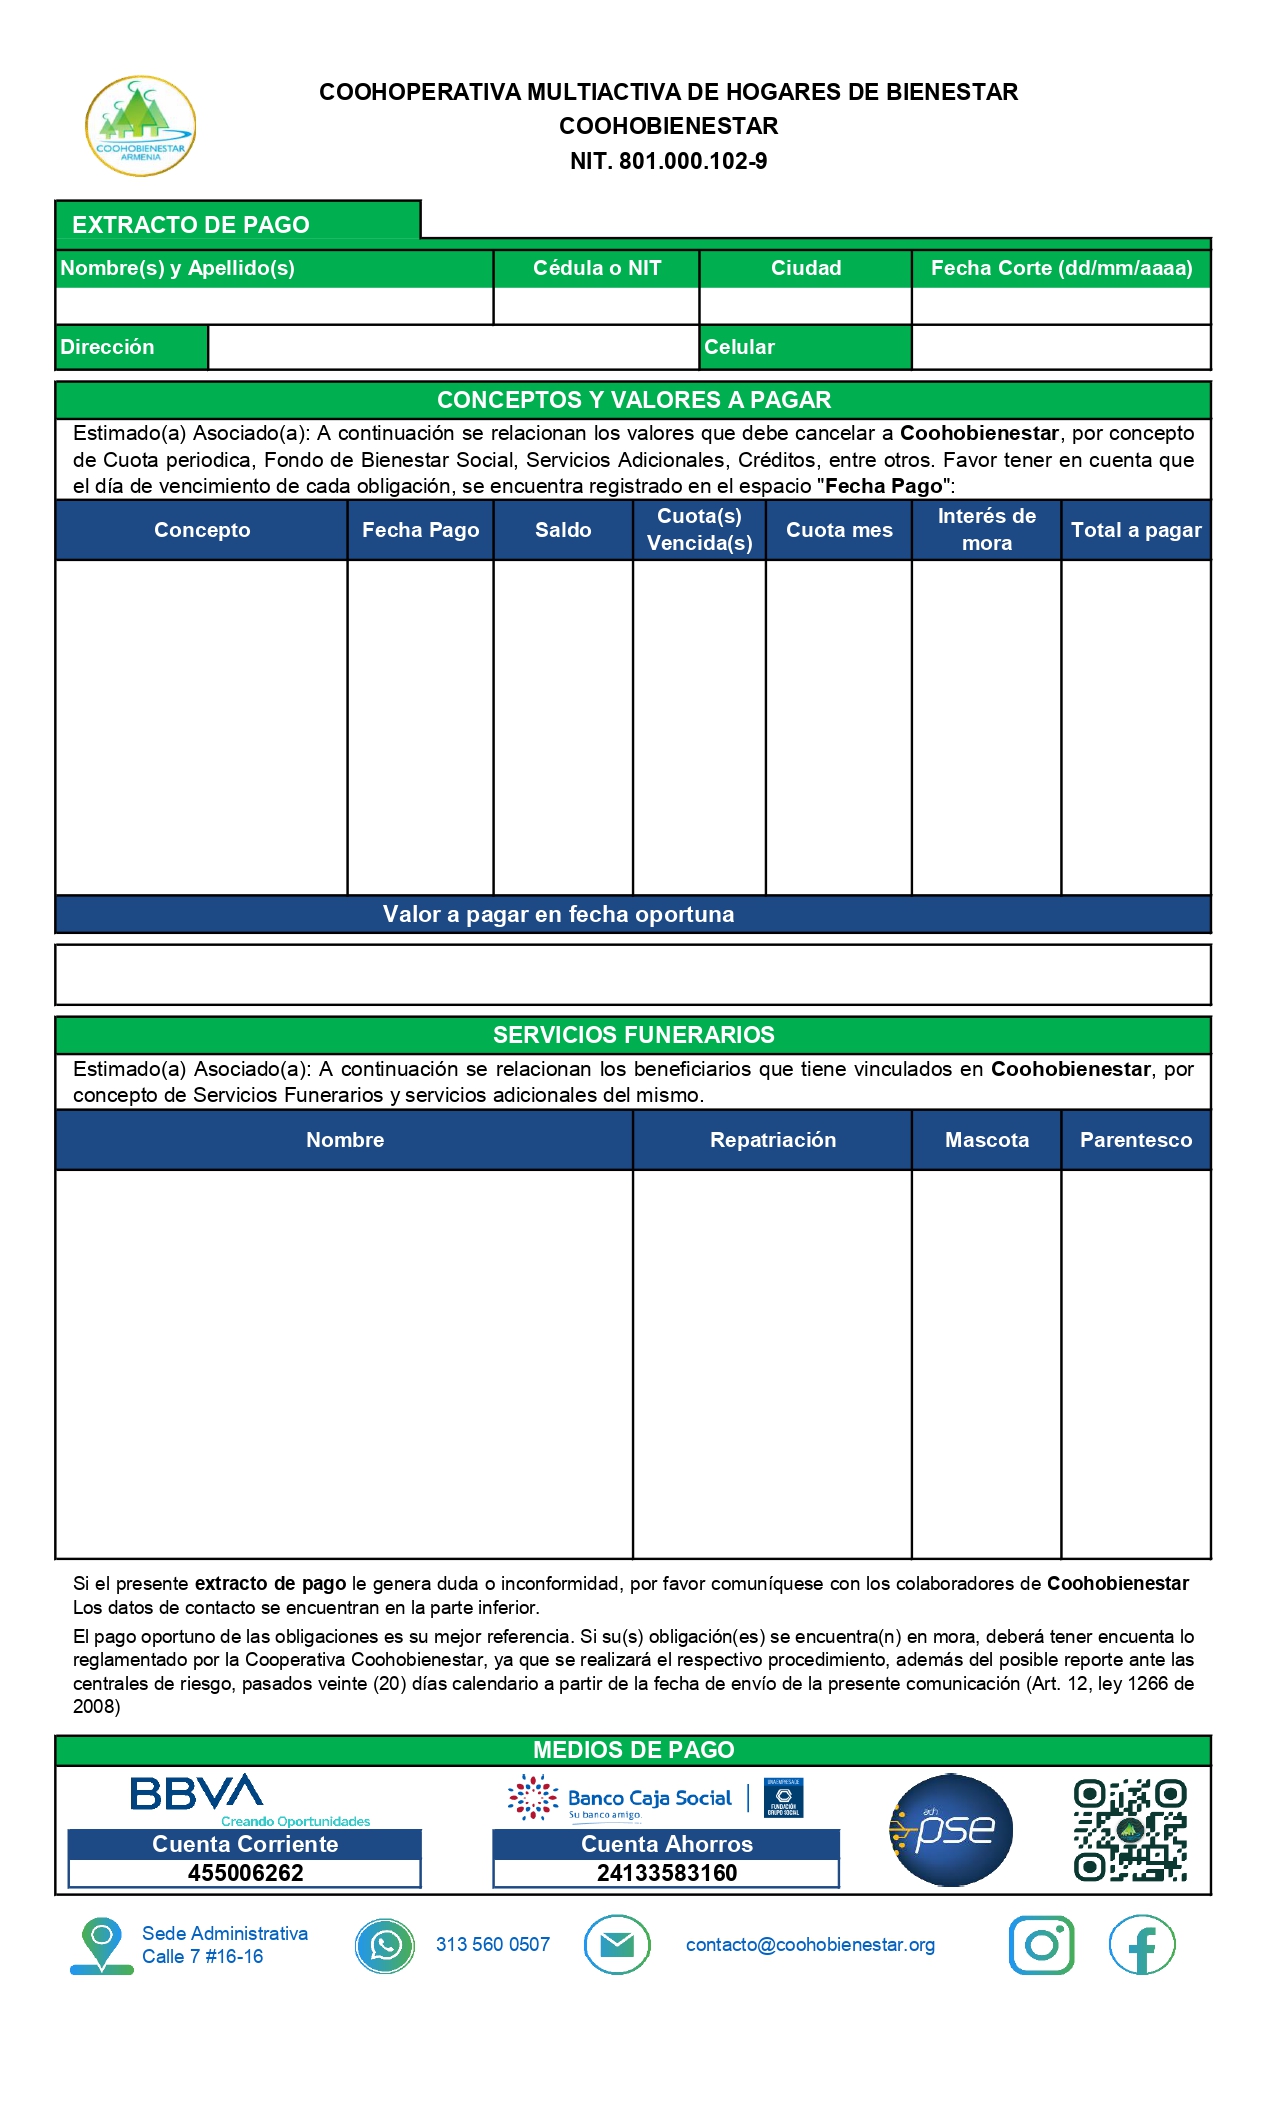 COOHOBIENESTAR
ARMENIA
COOHOPERATIVA MULTIACTIVA DE HOGARES DE BIENESTAR
COOHOBIENESTAR
NIT. 801.000.102-9
EXTRACTO DE PAGO
Nombre(s) y Apellido(s) Cédula o NIT Ciudad Fecha Corte (dd/mm/aaaa)
Dirección Celular
CONCEPTOS Y VALORES A PAGAR
Estimado(a) Asociado(a): A continuación se relacionan los valores que debe cancelar a Coohobienestar, por concepto
de Cuota periodica, Fondo de Bienestar Social, Servicios Adicionales, Créditos, entre otros. Favor tener en cuenta que
el día de vencimiento de cada obligación, se encuentra registrado en el espacio "Fecha Pago":
Concepto Fecha Pago Saldo Cuota(s) Vencida(s) Cuota mes Interés de mora Total a pagar
Valor a pagar en fecha oportuna
SERVICIOS FUNERARIOS
Estimado(a) Asociado(a): A continuación se relacionan los beneficiarios que tiene vinculados en Coohobienestar, por
concepto de Servicios Funerarios y servicios adicionales del mismo.
Nombre Repatriación Mascota Parentesco
Si el presente extracto de pago le genera duda o inconformidad, por favor comuníquese con los colaboradores de Coohobienestar
Los datos de contacto se encuentran en la parte inferior.
El pago oportuno de las obligaciones es su mejor referencia. Si su(s) obligación(es) se encuentra(n) en mora, deberá tener encuenta lo
reglamentado por la Cooperativa Coohobienestar, ya que se realizará el respectivo procedimiento, además del posible reporte ante las
centrales de riesgo, pasados veinte (20) días calendario a partir de la fecha de envío de la presente comunicación (Art. 12, ley 1266 de
2008)
MEDIOS DE PAGO
BBVA
Creando Oportunidades
Cuenta Corriente
455006262
Banco Caja Social
Su banco amigo.
FUNDACIÓN
GRUPO SOCIAL
Cuenta Ahorros
24133583160
ach
pse
Sede Administrativa
Calle 7 #16-16
313 560 0507
contacto@coohobienestar.org